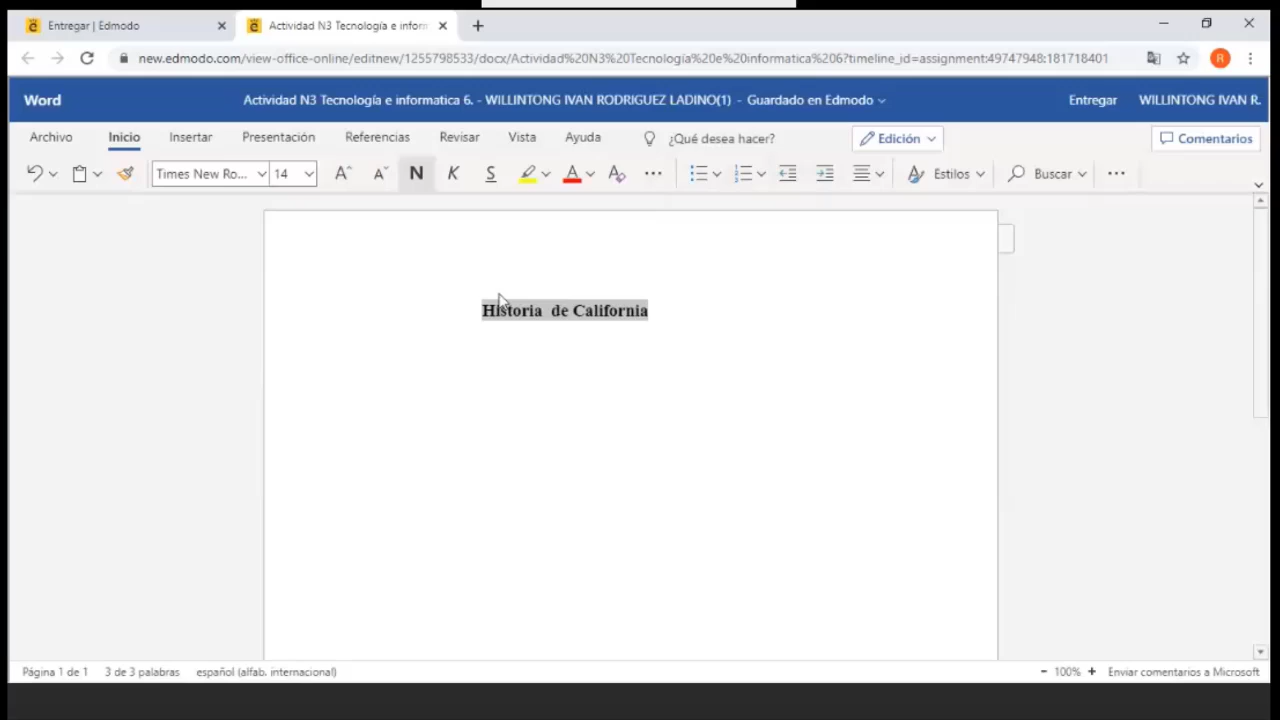 Entregar | Edmodo
Actividad N3 Tecnología e inform
new.edmodo.com/view-office-online/editnew/1255798533/docx/Actividad%20N3%20Tecnología%20e%20informatica%206?timeline_id=assignment:49747948:181718401
R
Word
Actividad N3 Tecnología e informatica 6. - WILLINTONG IVAN RODRIGUEZ LADINO(1) - Guardado en Edmodo
Entregar
WILLINTONG IVAN R.
Archivo
Inicio
Insertar
Presentación
Referencias
Revisar
Vista
Ayuda
¿Qué desea hacer?
Edición
Comentarios
Times New Ro...
14
A
A
N
K
S
A
A
Estilos
Buscar
Historia  de California
Página 1 de 1
3 de 3 palabras
español (alfab. internacional)
- 100% +
Enviar comentarios a Microsoft